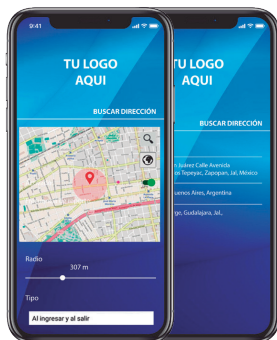 9:41
TU LOGO
AQUI
BUSCAR DIRECCIÓN
Radio
307 m
Tipo
Al ingresar y al salir
TU LOGO
AQUI
BUSCAR DIRECCIÓN
Juárez Calle Avenida
Tepeyac, Zapopan, Jal, México
Buenos Aires, Argentina
Gudalajara, Jal.,